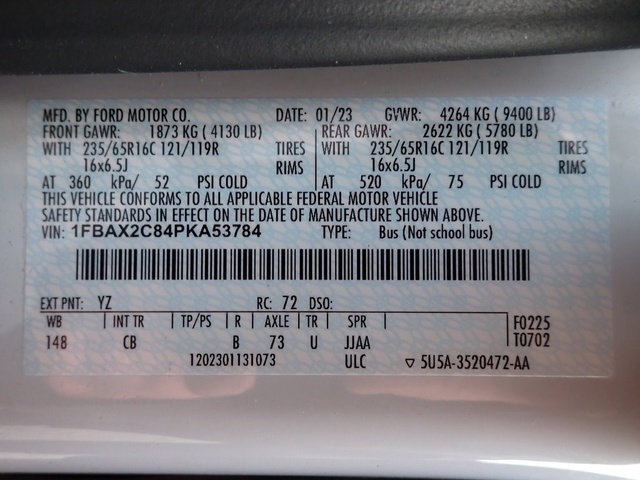 MFD. BY FORD MOTOR CO. DATE: 01/23 GVWR: 4264 KG ( 9400 LB)
FRONT GAWR: 1873 KG ( 4130 LB) REAR GAWR: 2622 KG ( 5780 LB)
WITH 235/65R16C 121/119R TIRES WITH 235/65R16C 121/119R TIRES
16x6.5J RIMS 16x6.5J RIMS
AT 360 kPa/ 52 PSI COLD AT 520 kPa/ 75 PSI COLD
THIS VEHICLE CONFORMS TO ALL APPLICABLE FEDERAL MOTOR VEHICLE
SAFETY STANDARDS IN EFFECT ON THE DATE OF MANUFACTURE SHOWN ABOVE.
VIN: 1FBAX2C84PKA53784 TYPE: Bus (Not school bus)
EXT PNT: YZ RC: 72 DSO:
WB INT TR TP/PS R AXLE TR SPR F0225
148 CB B 73 U JJAA T0702
1202301131073 ULC ▽ 5U5A-3520472-AA